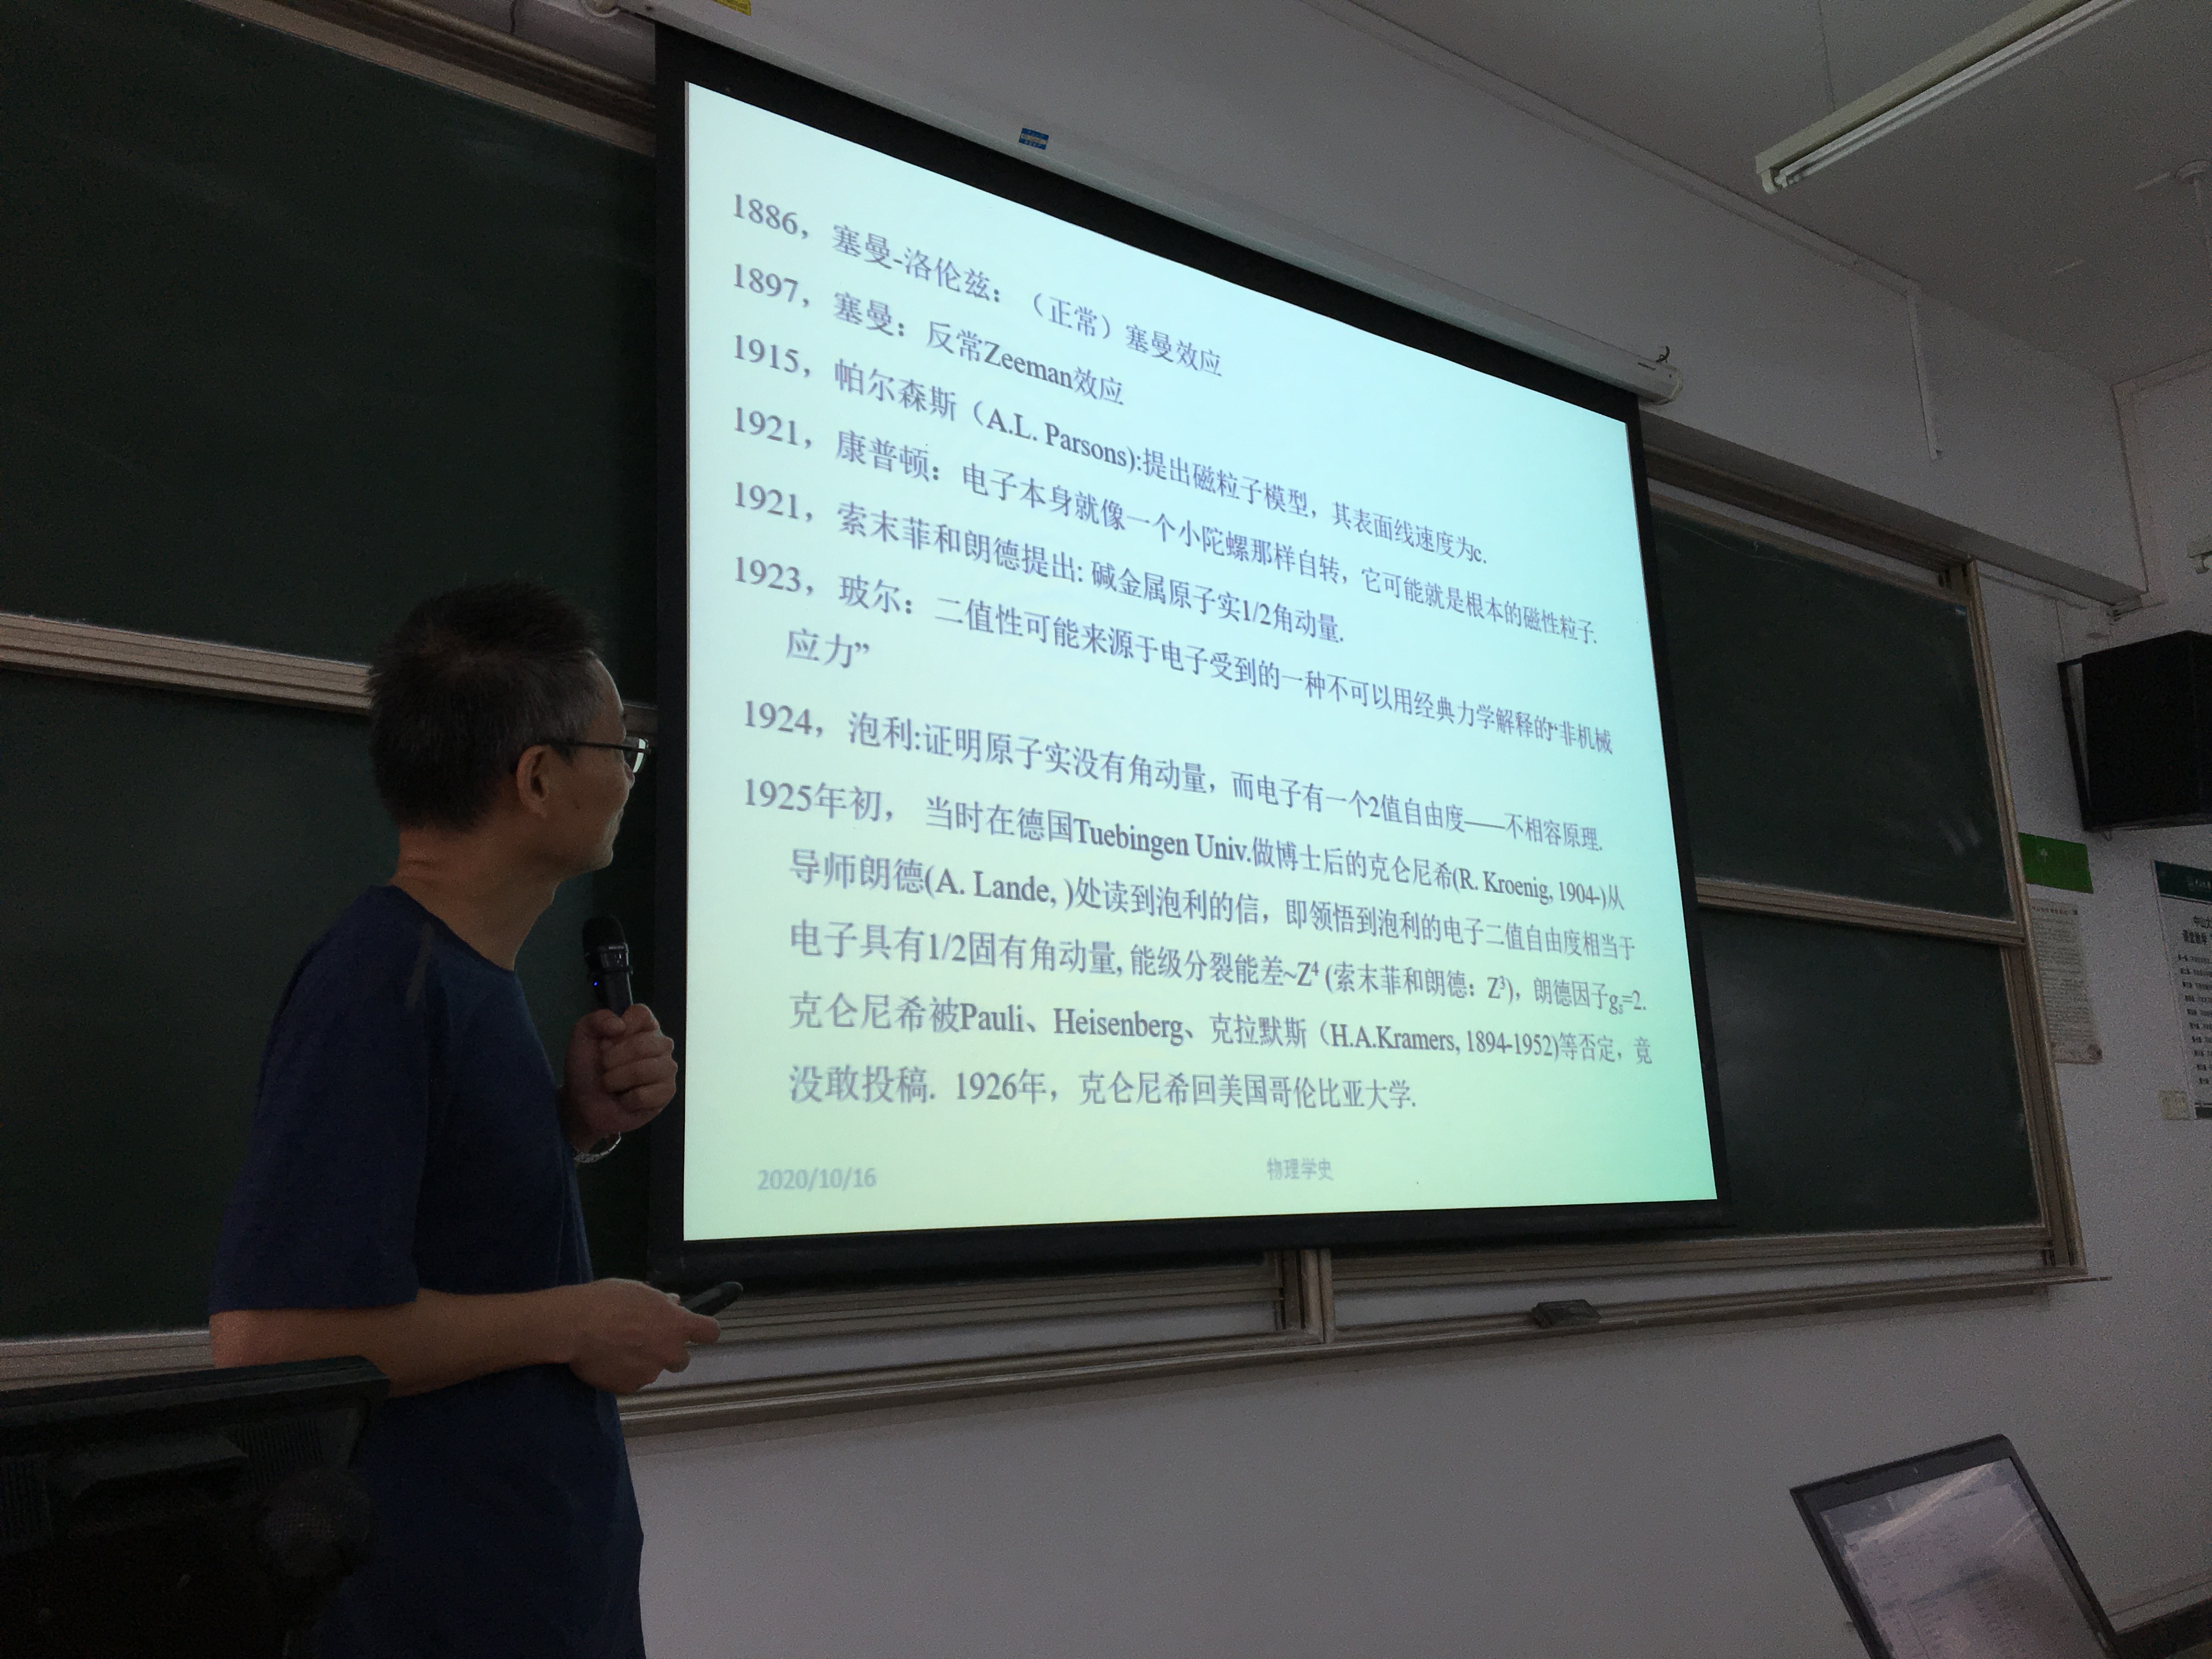 1886，塞曼-洛伦兹：（正常）塞曼效应
1897，塞曼：反常Zeeman效应
1915，帕尔森斯（A.L. Parsons):提出磁粒子模型，其表面线速度为c.
1921，康普顿：电子本身就像一个小陀螺那样自转，它可能就是根本的磁性粒子.
1921，索末菲和朗德提出: 碱金属原子实1/2角动量.
1923，玻尔：二值性可能来源于电子受到的一种不可以用经典力学解释的“非机械
应力”
1924，泡利:证明原子实没有角动量，而电子有一个2值自由度——不相容原理.
1925年初， 当时在德国Tuebingen Univ.做博士后的克仑尼希(R. Kroenig, 1904-)从
导师朗德(A. Lande, )处读到泡利的信，即领悟到泡利的电子二值自由度相当于
电子具有1/2固有角动量, 能级分裂能差~Z⁴ (索末菲和朗德：Z³)，朗德因子gₛ=2.
克仑尼希被Pauli、Heisenberg、克拉默斯（H.A.Kramers, 1894-1952)等否定，竟
没敢投稿. 1926年，克仑尼希回美国哥伦比亚大学.
2020/10/16
物理学史